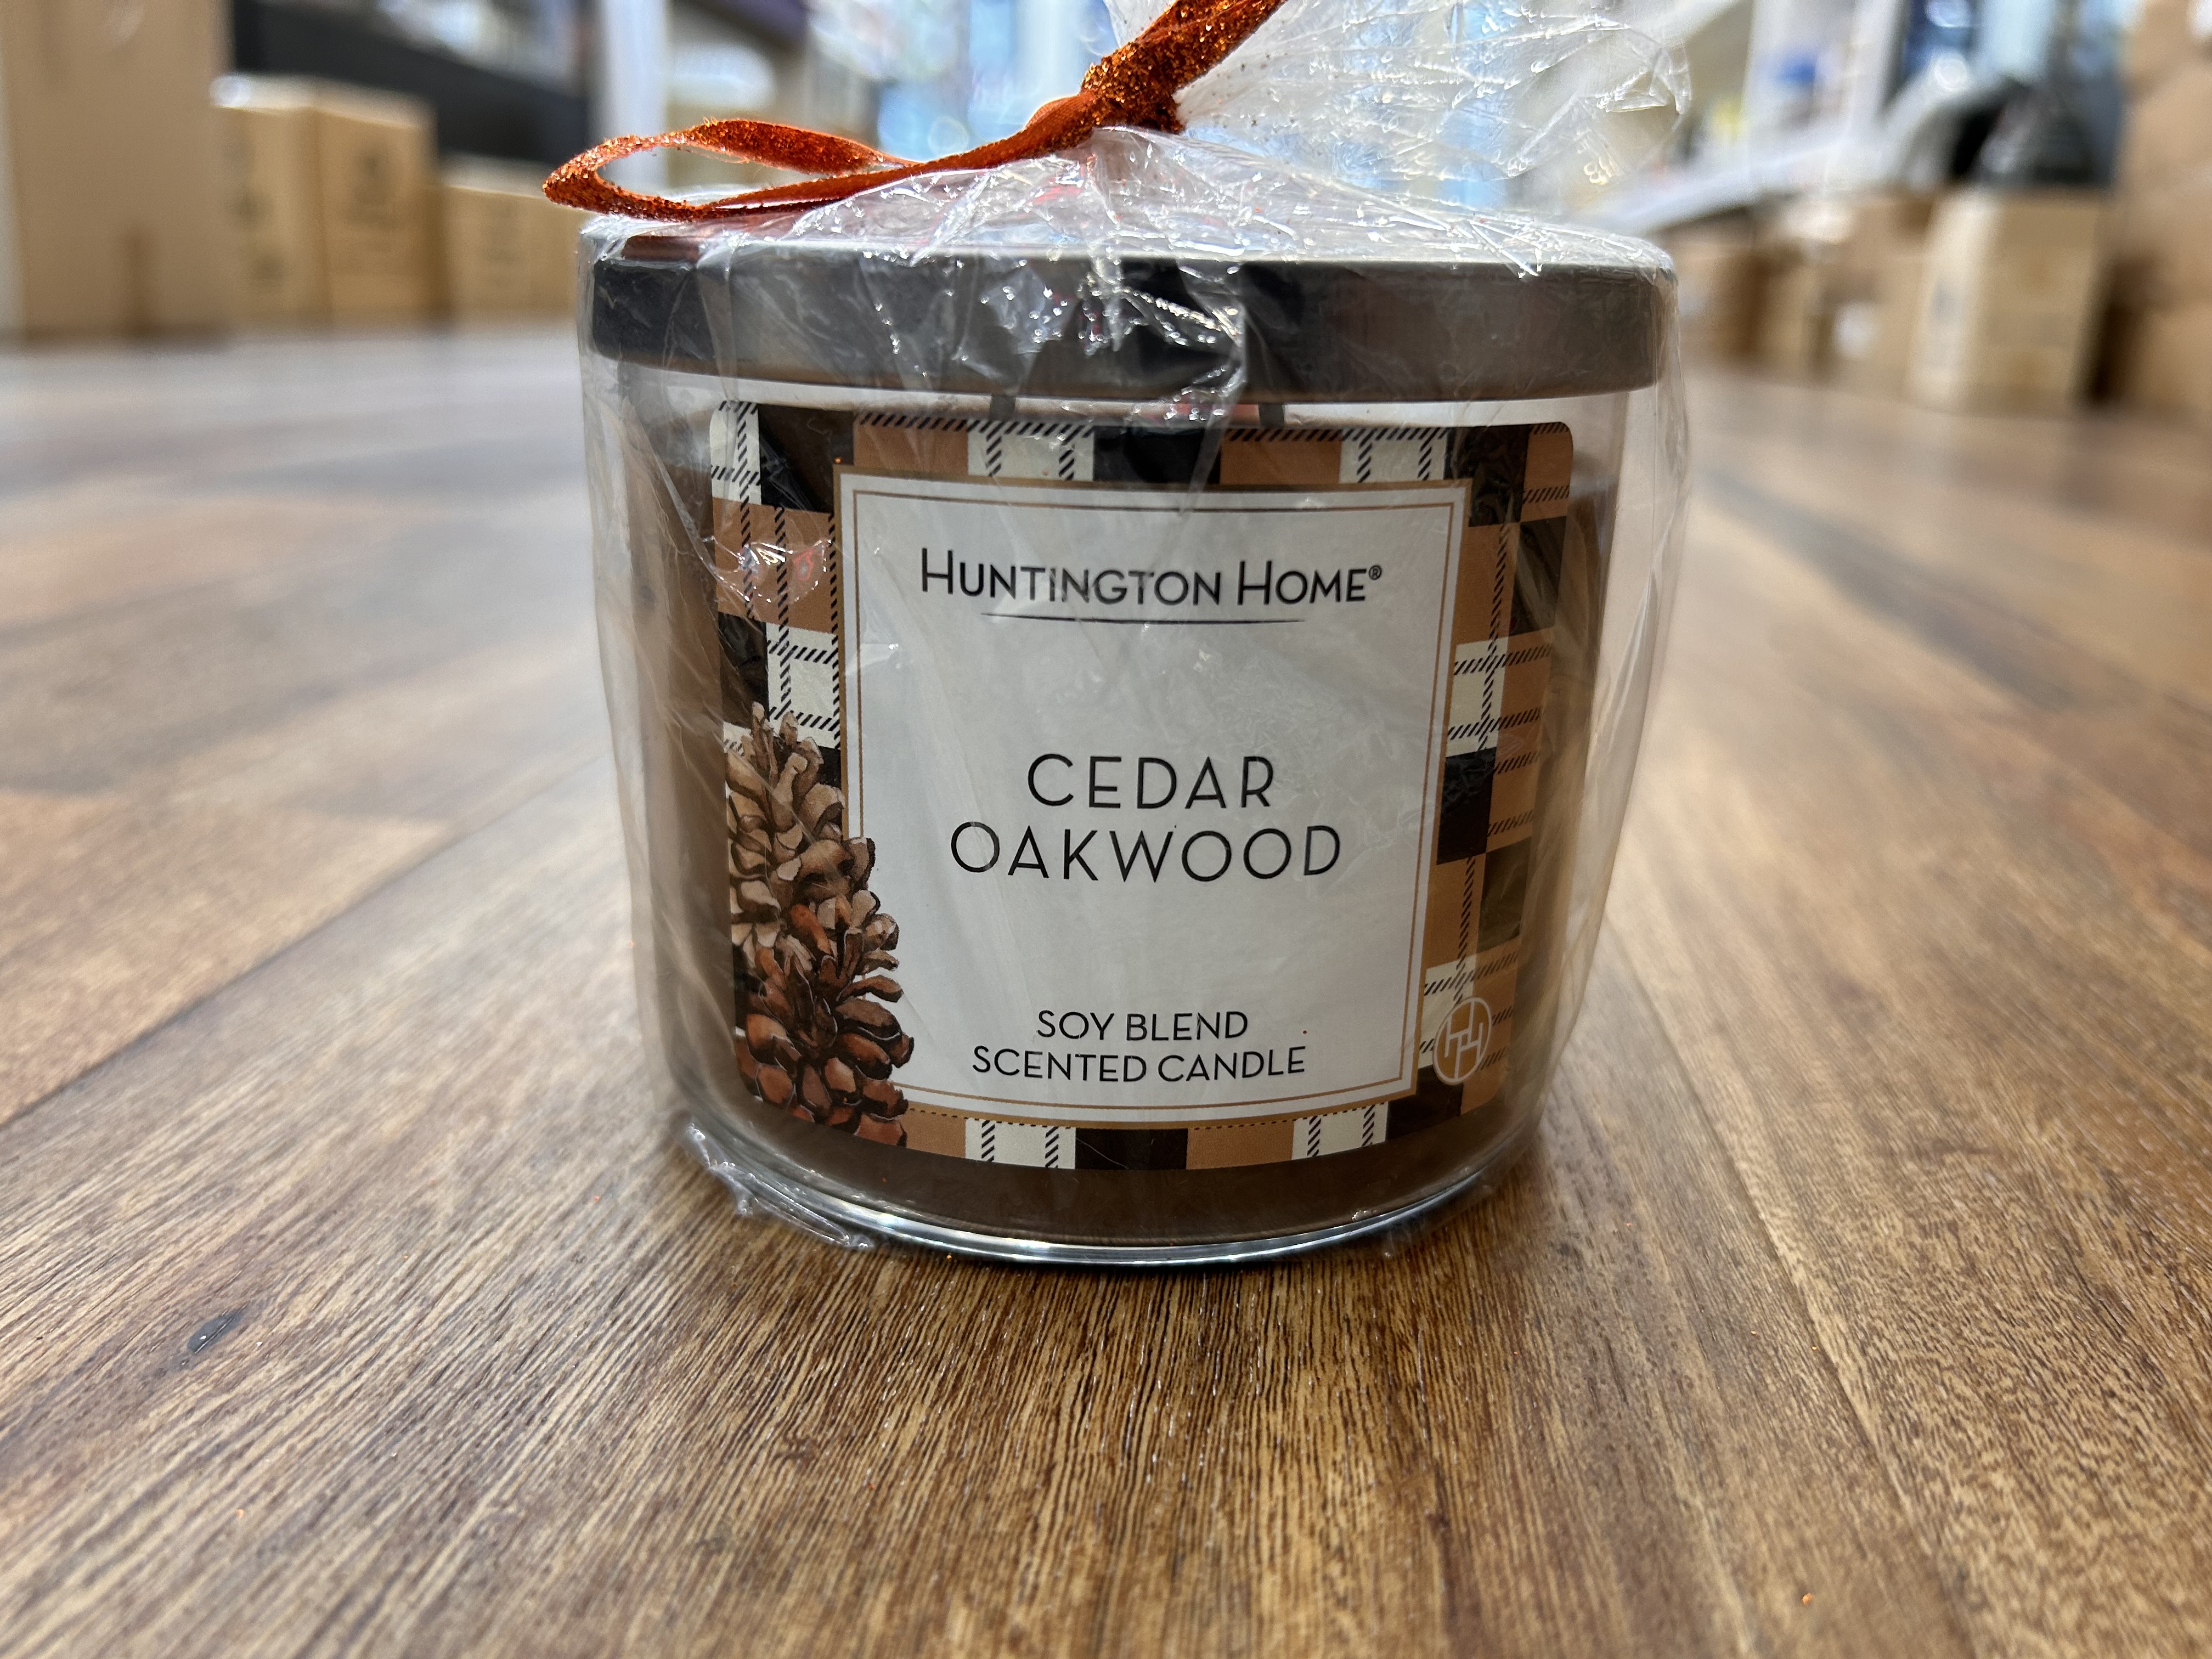 HUNTINGTON HOME®
CEDAR
OAKWOOD
SOY BLEND
SCENTED CANDLE